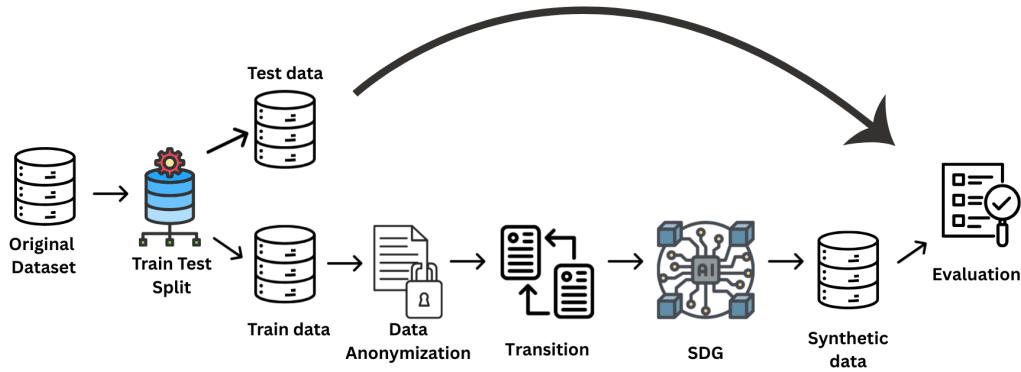 Test data
Original
Dataset
Train Test
Split
Train data
Data
Anonymization
Transition
AI
SDG
Synthetic
data
Evaluation